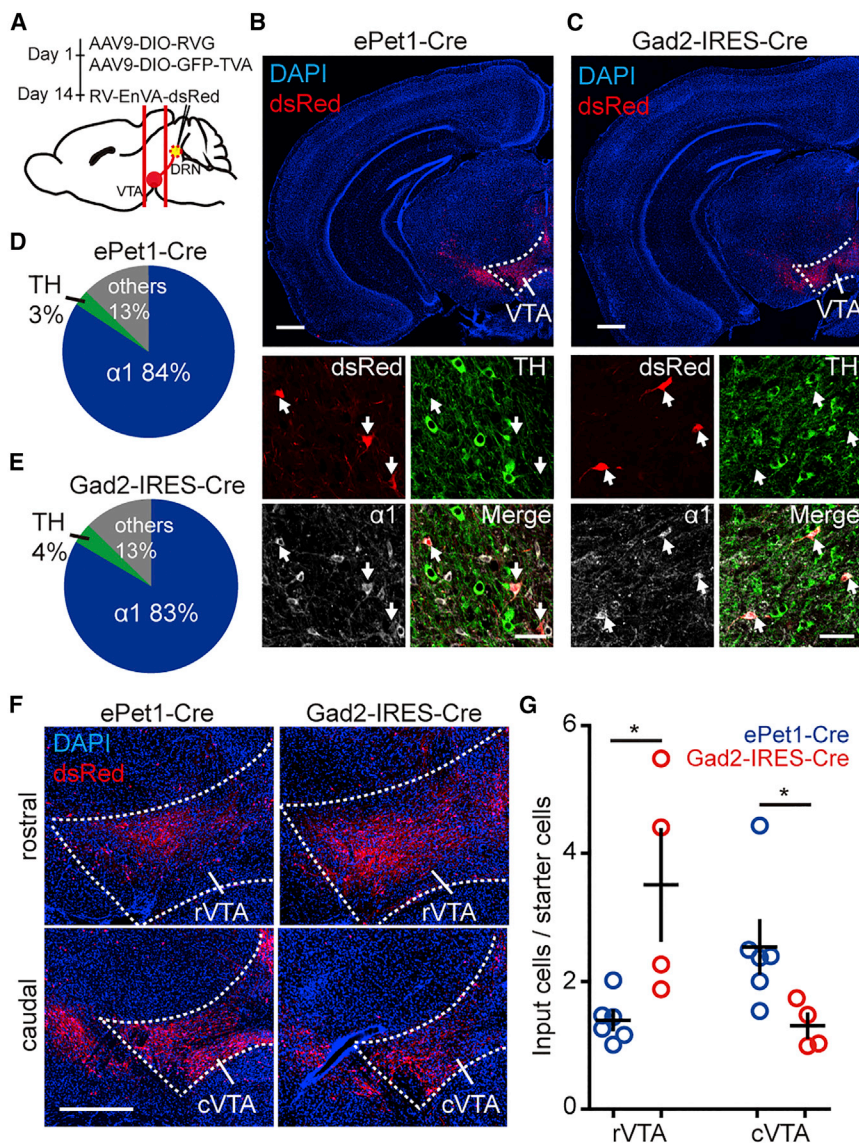 A
Day 1
AAV9-DIO-RVG
AAV9-DIO-GFP-TVA
Day 14
RV-EnVA-dsRed
DRN
VTA
B
ePet1-Cre
DAPI
dsRed
VTA
dsRed
TH
α1
Merge
C
Gad2-IRES-Cre
DAPI
dsRed
VTA
dsRed
TH
α1
Merge
D
ePet1-Cre
TH
3%
others
13%
α1 84%
E
Gad2-IRES-Cre
TH
4%
others
13%
α1 83%
F
ePet1-Cre
Gad2-IRES-Cre
DAPI
dsRed
rostral
rVTA
rVTA
caudal
cVTA
cVTA
G
6
4
2
0
Input cells / starter cells
*
ePet1-Cre
Gad2-IRES-Cre
*
rVTA
cVTA